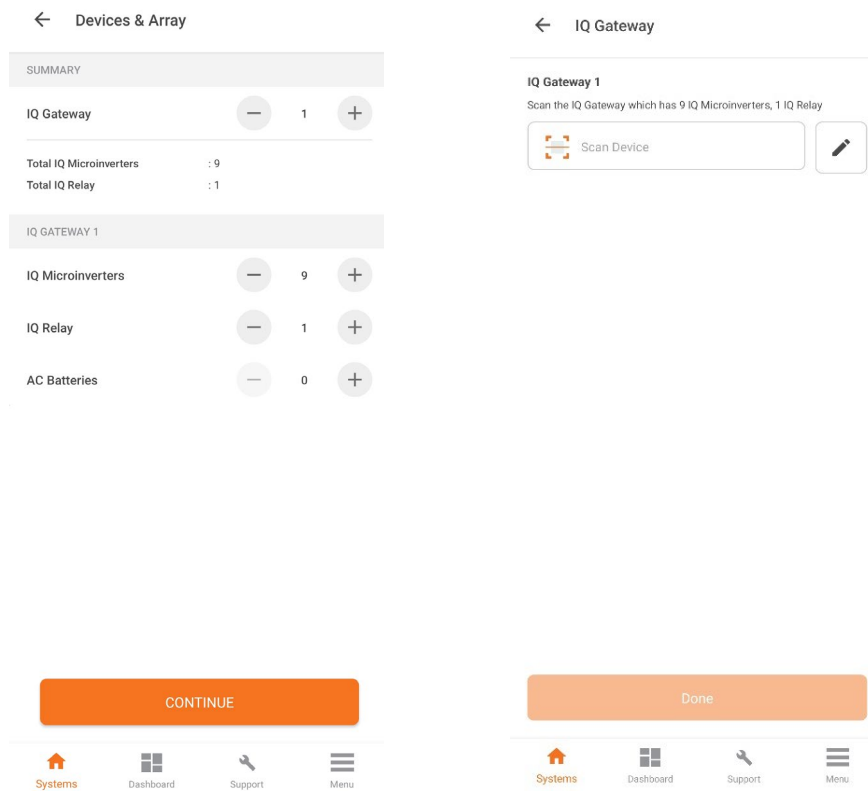 Devices & Array
SUMMARY
IQ Gateway 1
Total IQ Microinverters : 9
Total IQ Relay : 1
IQ GATEWAY 1
IQ Microinverters 9
IQ Relay 1
AC Batteries 0
CONTINUE
Systems Dashboard Support Menu
IQ Gateway
IQ Gateway 1
Scan the IQ Gateway which has 9 IQ Microinverters, 1 IQ Relay
Scan Device
Done
Systems Dashboard Support Menu